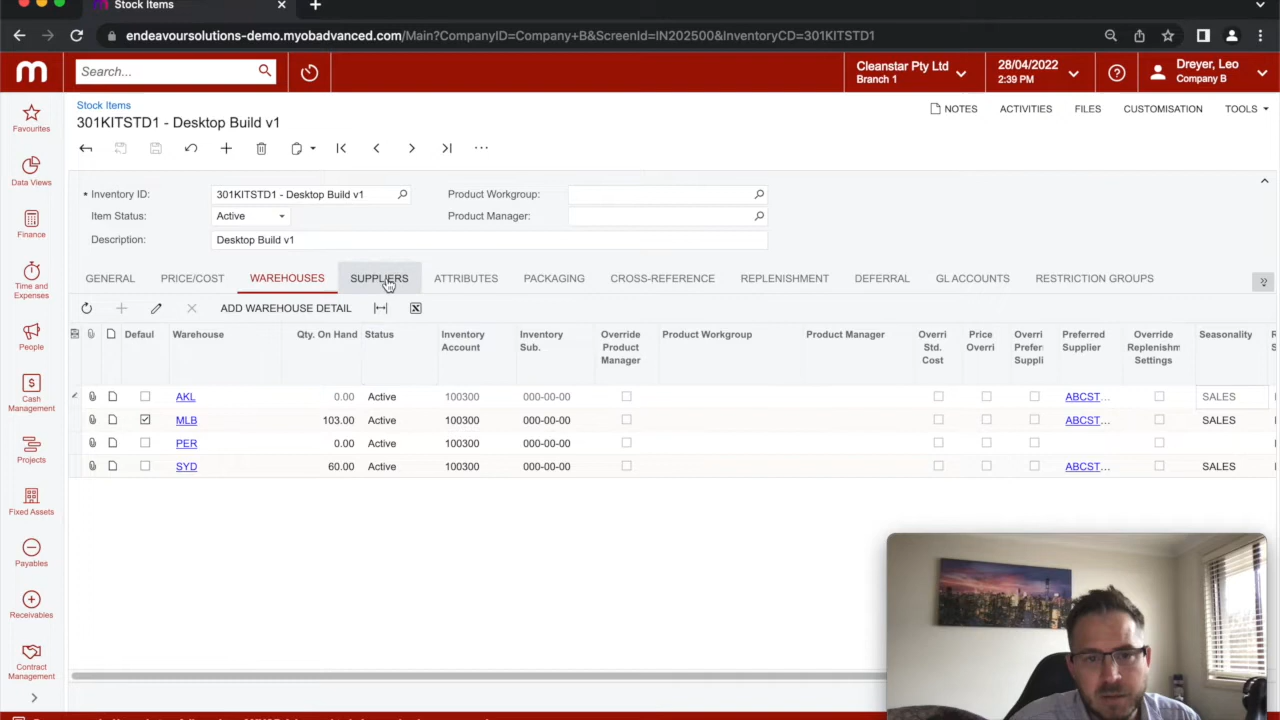 Stock Items
endeavoursolutions-demo.myobadvanced.com/Main?CompanyID=Company+B&ScreenId=IN202500&InventoryCD=301KITSTD1
Search...
Cleanstar Pty Ltd
Branch 1
28/04/2022
2:39 PM
Dreyer, Leo
Company B
Favourites
Data Views
Finance
Time and
Expenses
People
Cash
Management
Projects
Fixed Assets
Payables
Receivables
Contract
Management
Stock Items
301KITSTD1 - Desktop Build v1
NOTES ACTIVITIES FILES CUSTOMISATION TOOLS
* Inventory ID: 301KITSTD1 - Desktop Build v1 Product Workgroup:
Item Status: Active Product Manager:
Description: Desktop Build v1
GENERAL PRICE/COST WAREHOUSES SUPPLIERS ATTRIBUTES PACKAGING CROSS-REFERENCE REPLENISHMENT DEFERRAL GL ACCOUNTS RESTRICTION GROUPS
ADD WAREHOUSE DETAIL
Defaul Warehouse Qty. On Hand Status Inventory Account Inventory Sub. Override Product Manager Product Workgroup Product Manager Overri Std. Cost Price Overri Overri Prefer Suppli Preferred Supplier Override Replenishm Settings Seasonality
AKL 0.00 Active 100300 000-00-00 ABCST... SALES
MLB 103.00 Active 100300 000-00-00 ABCST... SALES
PER 0.00 Active 100300 000-00-00
SYD 60.00 Active 100300 000-00-00 ABCST... SALES